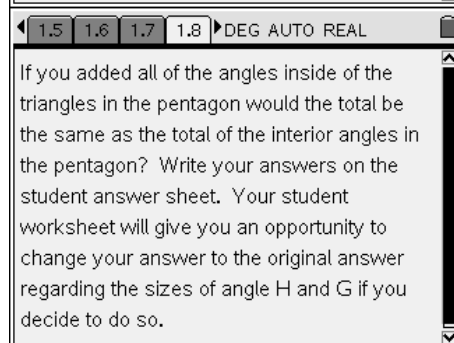 1.5 1.6 1.7 1.8 DEG AUTO REAL
If you added all of the angles inside of the
triangles in the pentagon would the total be
the same as the total of the interior angles in
the pentagon? Write your answers on the
student answer sheet. Your student
worksheet will give you an opportunity to
change your answer to the original answer
regarding the sizes of angle H and G if you
decide to do so.